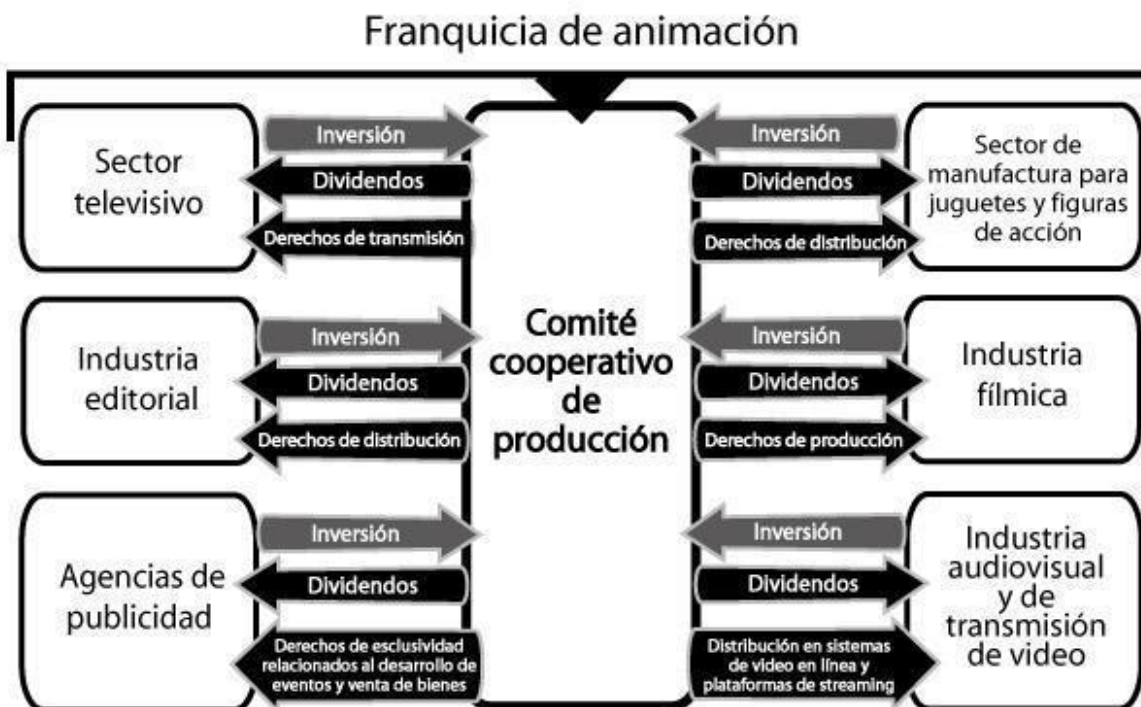 Franquicia de animación
Sector
televisivo
Inversión
Dividendos
Derechos de transmisión
Industria
editorial
Inversión
Dividendos
Derechos de distribución
Agencias de
publicidad
Inversión
Dividendos
Derechos de esclusividad
relacionados al desarrollo de
eventos y venta de bienes
Comité
cooperativo
de
producción
Inversión
Dividendos
Derechos de distribución
Sector de
manufactura para
juguetes y figuras
de acción
Inversión
Dividendos
Derechos de producción
Industria
fílmica
Inversión
Dividendos
Distribución en sistemas
de video en línea y
plataformas de streaming
Industria
audiovisual
y de
transmisión
de video